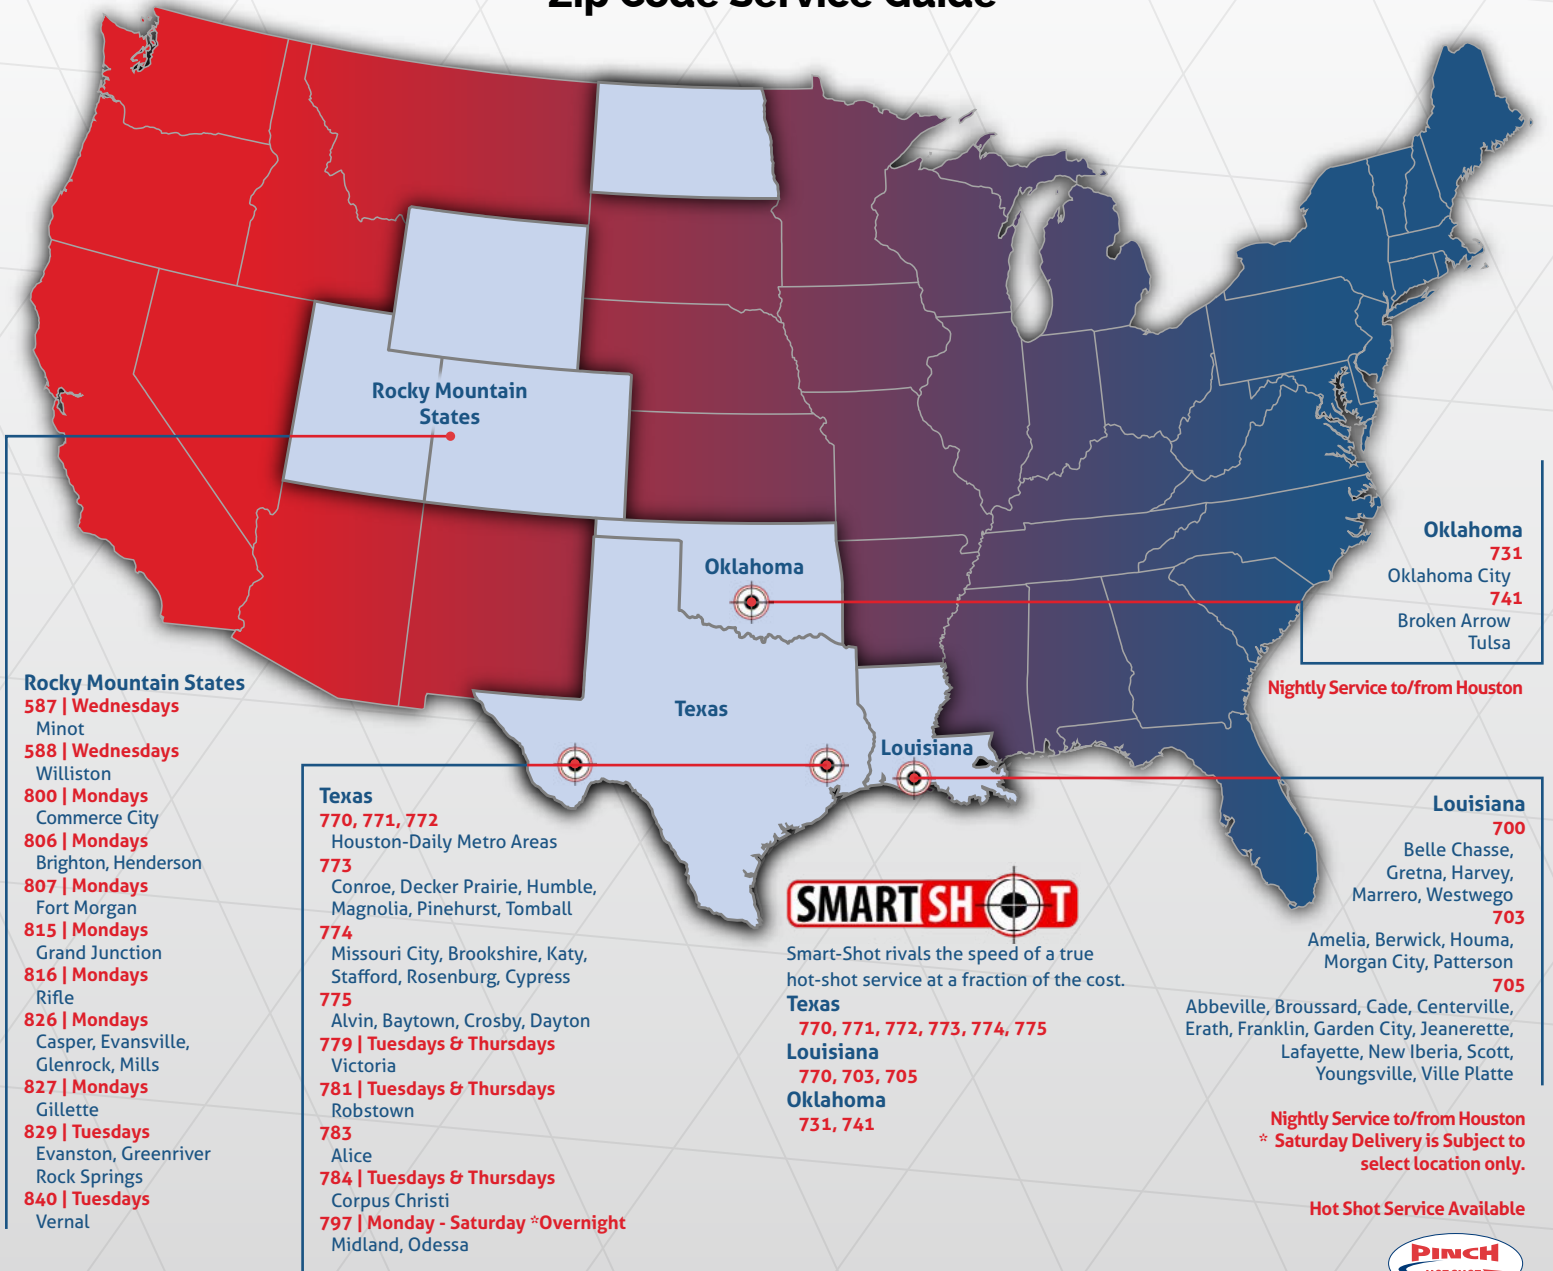 Zip Code Service Guide
Rocky Mountain
States
Oklahoma
Texas
Louisiana
Oklahoma
731
Oklahoma City
741
Broken Arrow
Tulsa
Nightly Service to/from Houston
Rocky Mountain States
587 | Wednesdays
Minot
588 | Wednesdays
Williston
800 | Mondays
Commerce City
806 | Mondays
Brighton, Henderson
807 | Mondays
Fort Morgan
815 | Mondays
Grand Junction
816 | Mondays
Rifle
826 | Mondays
Casper, Evansville,
Glenrock, Mills
827 | Mondays
Gillette
829 | Tuesdays
Evanston, Greenriver
Rock Springs
840 | Tuesdays
Vernal
Texas
770, 771, 772
Houston-Daily Metro Areas
773
Conroe, Decker Prairie, Humble,
Magnolia, Pinehurst, Tomball
774
Missouri City, Brookshire, Katy,
Stafford, Rosenburg, Cypress
775
Alvin, Baytown, Crosby, Dayton
779 | Tuesdays & Thursdays
Victoria
781 | Tuesdays & Thursdays
Robstown
783
Alice
784 | Tuesdays & Thursdays
Corpus Christi
797 | Monday - Saturday *Overnight
Midland, Odessa
SMARTSHOT
Smart-Shot rivals the speed of a true
hot-shot service at a fraction of the cost.
Texas
770, 771, 772, 773, 774, 775
Louisiana
770, 703, 705
Oklahoma
731, 741
Louisiana
700
Belle Chasse,
Gretna, Harvey,
Marrero, Westwego
703
Amelia, Berwick, Houma,
Morgan City, Patterson
705
Abbeville, Broussard, Cade, Centerville,
Erath, Franklin, Garden City, Jeanerette,
Lafayette, New Iberia, Scott,
Youngsville, Ville Platte
Nightly Service to/from Houston
* Saturday Delivery is Subject to
select location only.
Hot Shot Service Available
PINCH